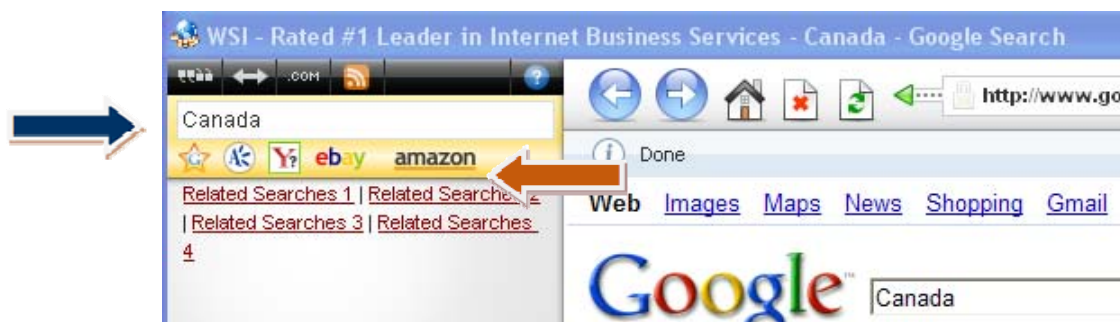 WSI - Rated #1 Leader in Internet Business Services - Canada - Google Search
.COM ?
http://www.go
Canada
G Y? ebay amazon
i Done
Related Searches 1 | Related Searches 2
| Related Searches 3 | Related Searches
4
Web Images Maps News Shopping Gmail
Google™ Canada